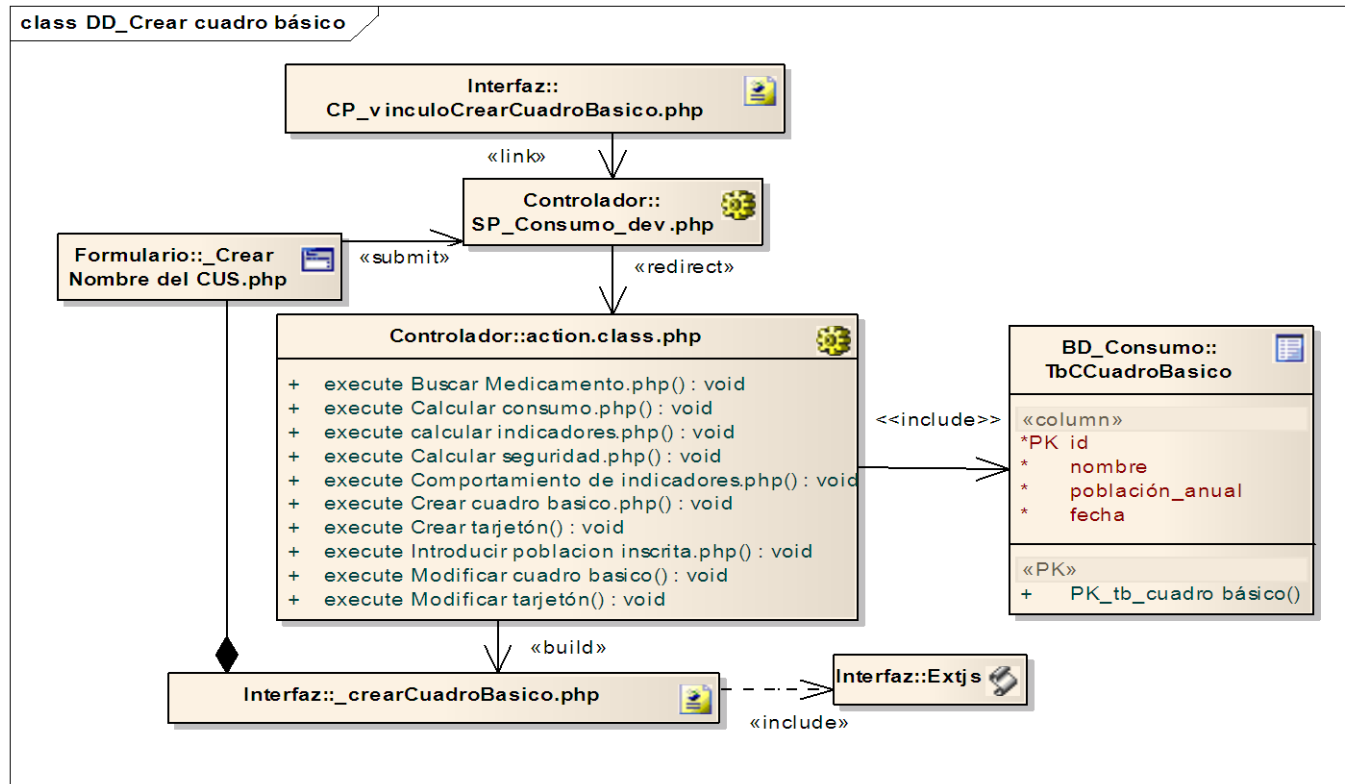 class DD_Crear cuadro básico
Interfaz::
CP_vinculoCrearCuadroBasico.php
«link»
Controlador::
SP_Consumo_dev.php
Formulario::_Crear
Nombre del CUS.php
«submit»
«redirect»
Controlador::action.class.php
+ execute Buscar Medicamento.php() : void
+ execute Calcular consumo.php() : void
+ execute calcular indicadores.php() : void
+ execute Calcular seguridad.php() : void
+ execute Comportamiento de indicadores.php() : void
+ execute Crear cuadro basico.php() : void
+ execute Crear tarjetón() : void
+ execute Introducir poblacion inscrita.php() : void
+ execute Modificar cuadro basico() : void
+ execute Modificar tarjetón() : void
<<include>>
BD_Consumo::
TbCCuadroBasico
«column»
*PK id
* nombre
* población_anual
* fecha
«PK»
+ PK_tb_cuadro básico()
«build»
Interfaz::_crearCuadroBasico.php
Interfaz::Extjs
«include»